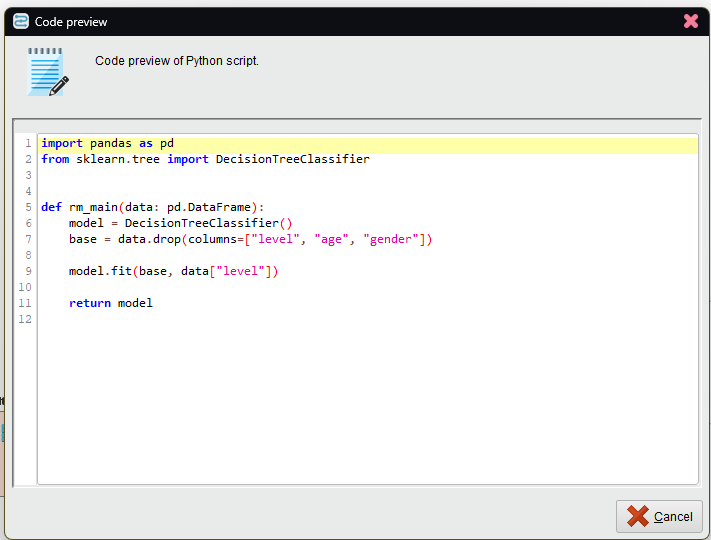 Code preview
Code preview of Python script.
1 import pandas as pd
2 from sklearn.tree import DecisionTreeClassifier
3
4
5 def rm_main(data: pd.DataFrame):
6     model = DecisionTreeClassifier()
7     base = data.drop(columns=["level", "age", "gender"])
8
9     model.fit(base, data["level"])
10
11     return model
12
Cancel